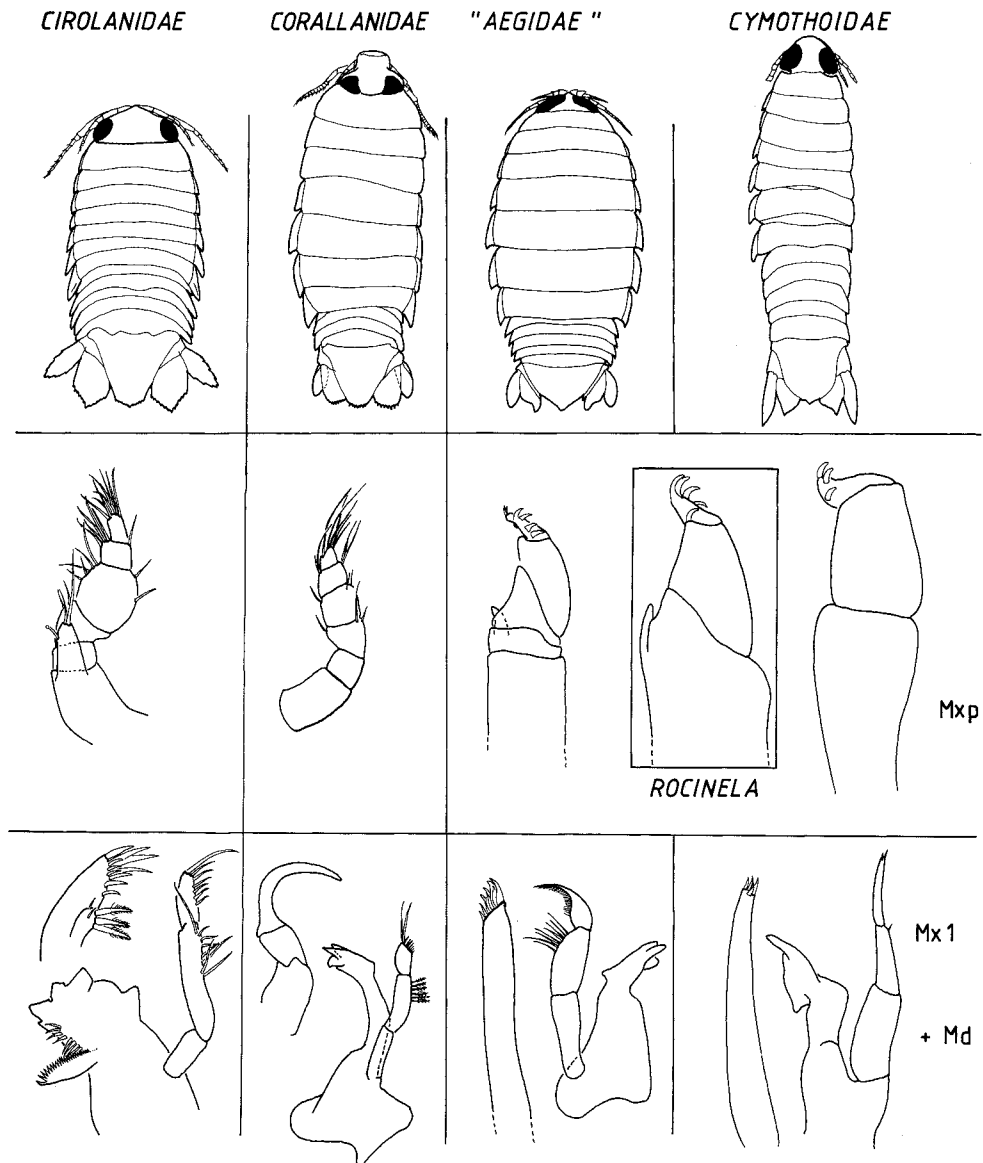 CIROLANIDAE
CORALLANIDAE
"AEGIDAE "
CYMOTHOIDAE
Mxp
ROCINELA
Mx1
+ Md